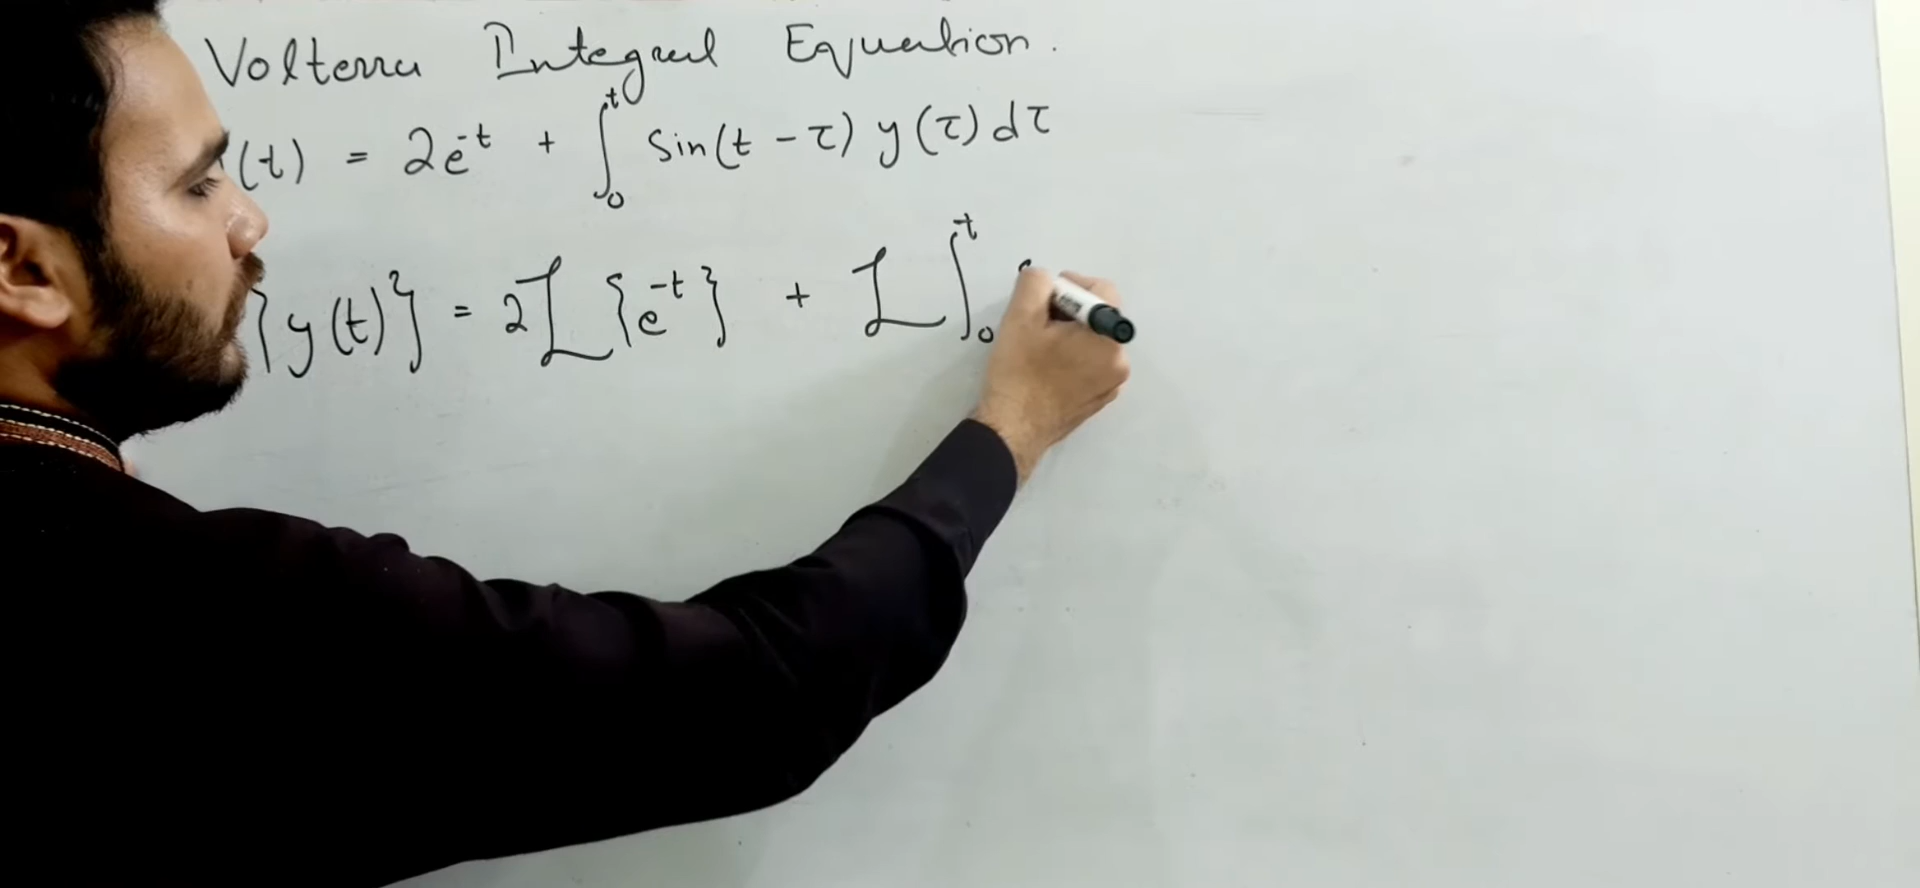 Volterra Integral Equation.
(t) = 2e^-t + ∫_0^t Sin(t - τ) y(τ) dτ
{y(t)} = 2L{e^-t} + L∫_0^t